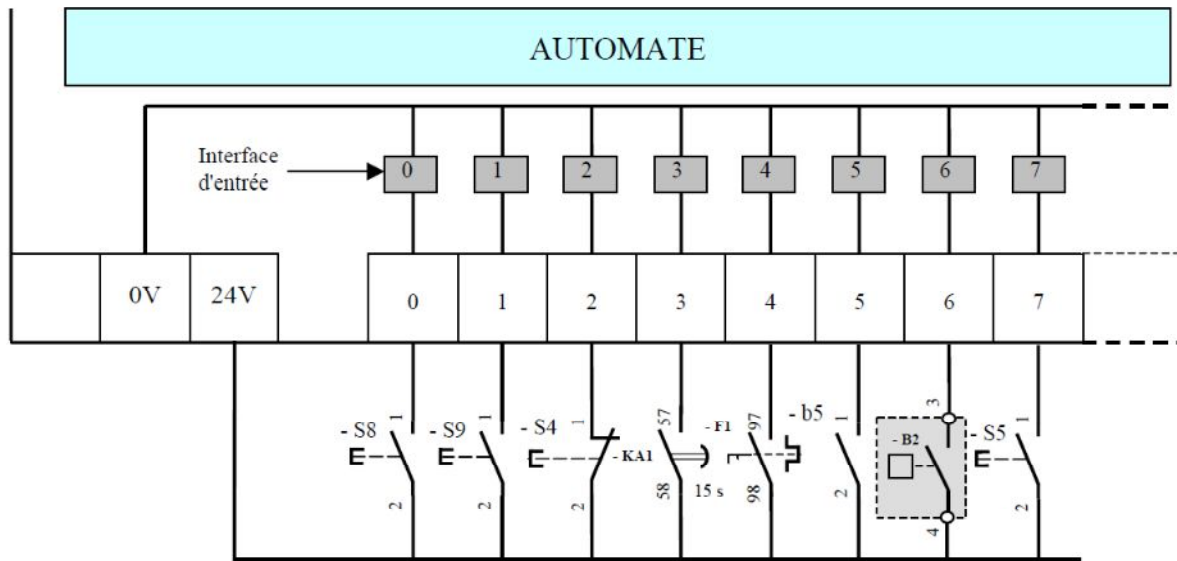 AUTOMATE
Interface
d'entrée
0 1 2 3 4 5 6 7
0V 24V 0 1 2 3 4 5 6 7
1 1 1 57 97 1 3 1
- S8 - S9 - S4 - KA1 - F1 - b5 - B2 - S5
15 s
2 2 2 58 98 2 4 2